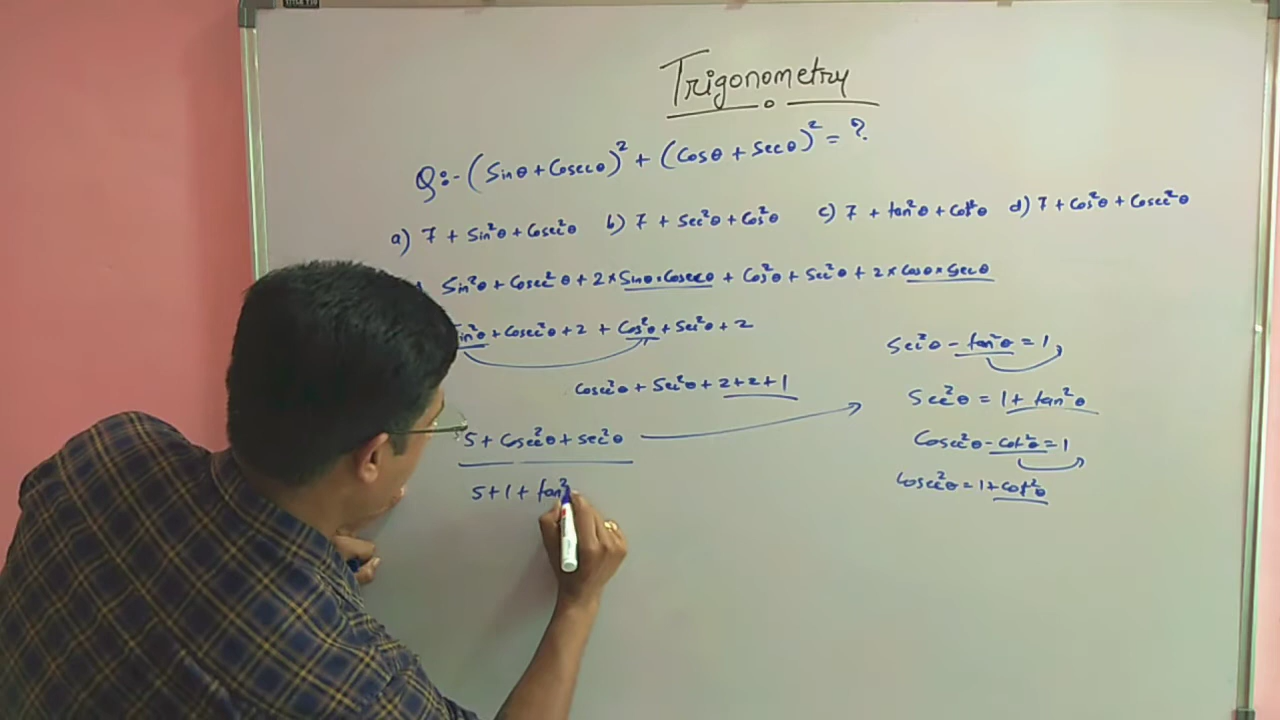 Trigonometry
Q:- (Sinθ + Cosecθ)² + (Cosθ + Secθ)² = ?
a) 7 + Sin²θ + Cosec²θ b) 7 + Sec²θ + Cos²θ c) 7 + tan²θ + Cot²θ d) 7 + Cos²θ + Cosec²θ
Sin²θ + Cosec²θ + 2 × Sinθ · Cosecθ + Cos²θ + Sec²θ + 2 × Cosθ × Secθ
Sin²θ + Cosec²θ + 2 + Cos²θ + Sec²θ + 2
Cosec²θ + Sec²θ + 2 + 2 + 1
5 + Cosec²θ + Sec²θ
5 + 1 + tan²
Sec²θ - tan²θ = 1
Sec²θ = 1 + tan²θ
Cosec²θ - Cot²θ = 1
Cosec²θ = 1 + Cot²θ